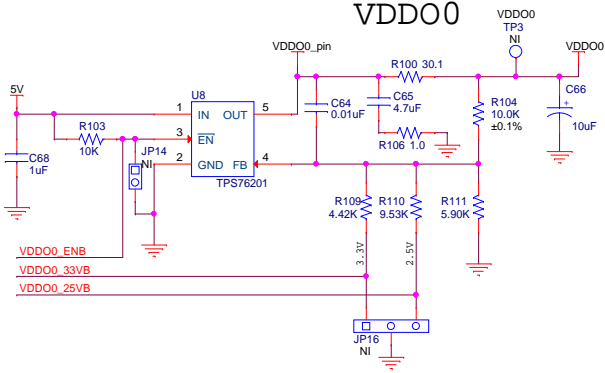 VDDO0
VDDO0_pin
VDDO0
TP3
NI
VDDO0
R100 30.1
5V
U8
1
IN
OUT
5
3
EN
2
GND
FB
4
TPS76201
R103
10K
JP14
NI
C68
1uF
C64
0.01uF
C65
4.7uF
R106 1.0
R104
10.0K
±0.1%
C66
+
10uF
R109
4.42K
R110
9.53K
R111
5.90K
3.3V
2.5V
VDDO0_ENB
VDDO0_33VB
VDDO0_25VB
JP16
NI